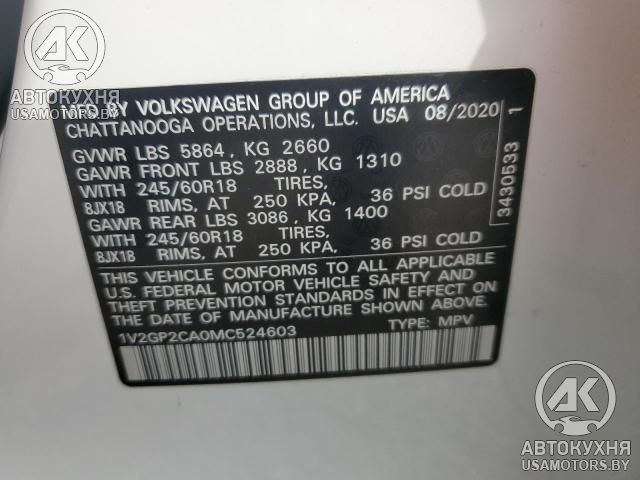 АК
АВТОКУХНЯ
USAMOTORS.BY
MFD BY VOLKSWAGEN GROUP OF AMERICA
CHATTANOOGA OPERATIONS, LLC. USA 08/2020
GVWR LBS 5864, KG 2660
GAWR FRONT LBS 2888, KG 1310
WITH 245/60R18 TIRES,
8JX18 RIMS, AT 250 KPA, 36 PSI COLD
GAWR REAR LBS 3086, KG 1400
WITH 245/60R18 TIRES,
8JX18 RIMS, AT 250 KPA, 36 PSI COLD
THIS VEHICLE CONFORMS TO ALL APPLICABLE
U.S. FEDERAL MOTOR VEHICLE SAFETY AND
THEFT PREVENTION STANDARDS IN EFFECT ON
THE DATE OF MANUFACTURE SHOWN ABOVE.
1V2GP2CA0MC524603 TYPE: MPV
3430533 1
АК
АВТОКУХНЯ
USAMOTORS.BY